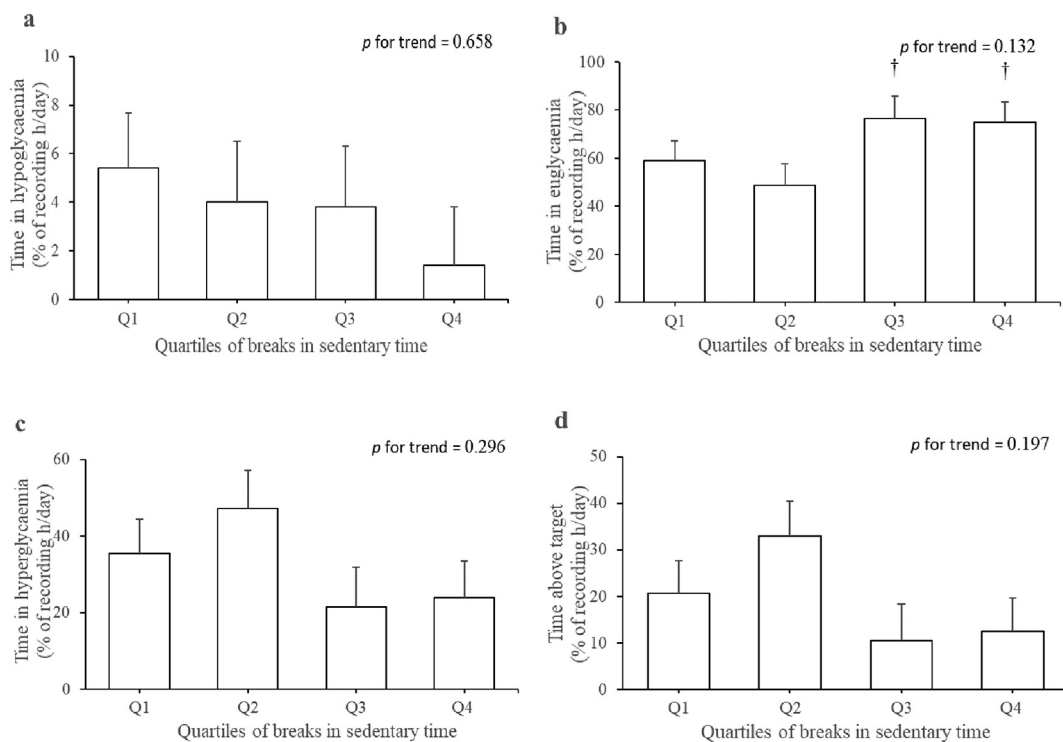 a
p for trend = 0.658
Time in hypoglycaemia
(% of recording h/day)
10
8
6
4
2
0
Q1 Q2 Q3 Q4
Quartiles of breaks in sedentary time
b
p for trend = 0.132
† †
Time in euglycaemia
(% of recording h/day)
100
80
60
40
20
0
Q1 Q2 Q3 Q4
Quartiles of breaks in sedentary time
c
p for trend = 0.296
Time in hyperglycaemia
(% of recording h/day)
60
40
20
0
Q1 Q2 Q3 Q4
Quartiles of breaks in sedentary time
d
p for trend = 0.197
Time above target
(% of recording h/day)
50
40
30
20
10
0
Q1 Q2 Q3 Q4
Quartiles of breaks in sedentary time